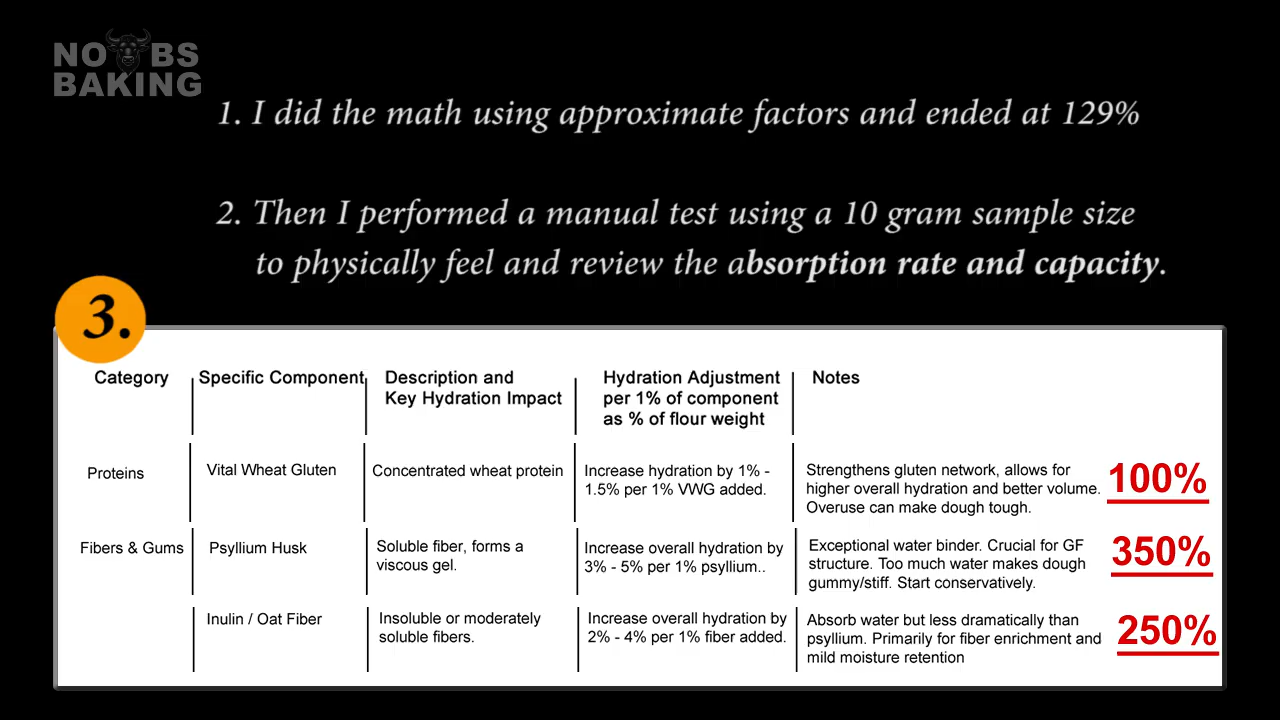 NO BS
BAKING
1. I did the math using approximate factors and ended at 129%
2. Then I performed a manual test using a 10 gram sample size
to physically feel and review the absorption rate and capacity.
3.
Category
Specific Component
Description and
Key Hydration Impact
Hydration Adjustment
per 1% of component
as % of flour weight
Notes
Proteins
Vital Wheat Gluten
Concentrated wheat protein
Increase hydration by 1% -
1.5% per 1% VWG added.
Strengthens gluten network, allows for
higher overall hydration and better volume.
Overuse can make dough tough.
100%
Fibers & Gums
Psyllium Husk
Soluble fiber, forms a
viscous gel.
Increase overall hydration by
3% - 5% per 1% psyllium..
Exceptional water binder. Crucial for GF
structure. Too much water makes dough
gummy/stiff. Start conservatively.
350%
Inulin / Oat Fiber
Insoluble or moderately
soluble fibers.
Increase overall hydration by
2% - 4% per 1% fiber added.
Absorb water but less dramatically than
psyllium. Primarily for fiber enrichment and
mild moisture retention
250%